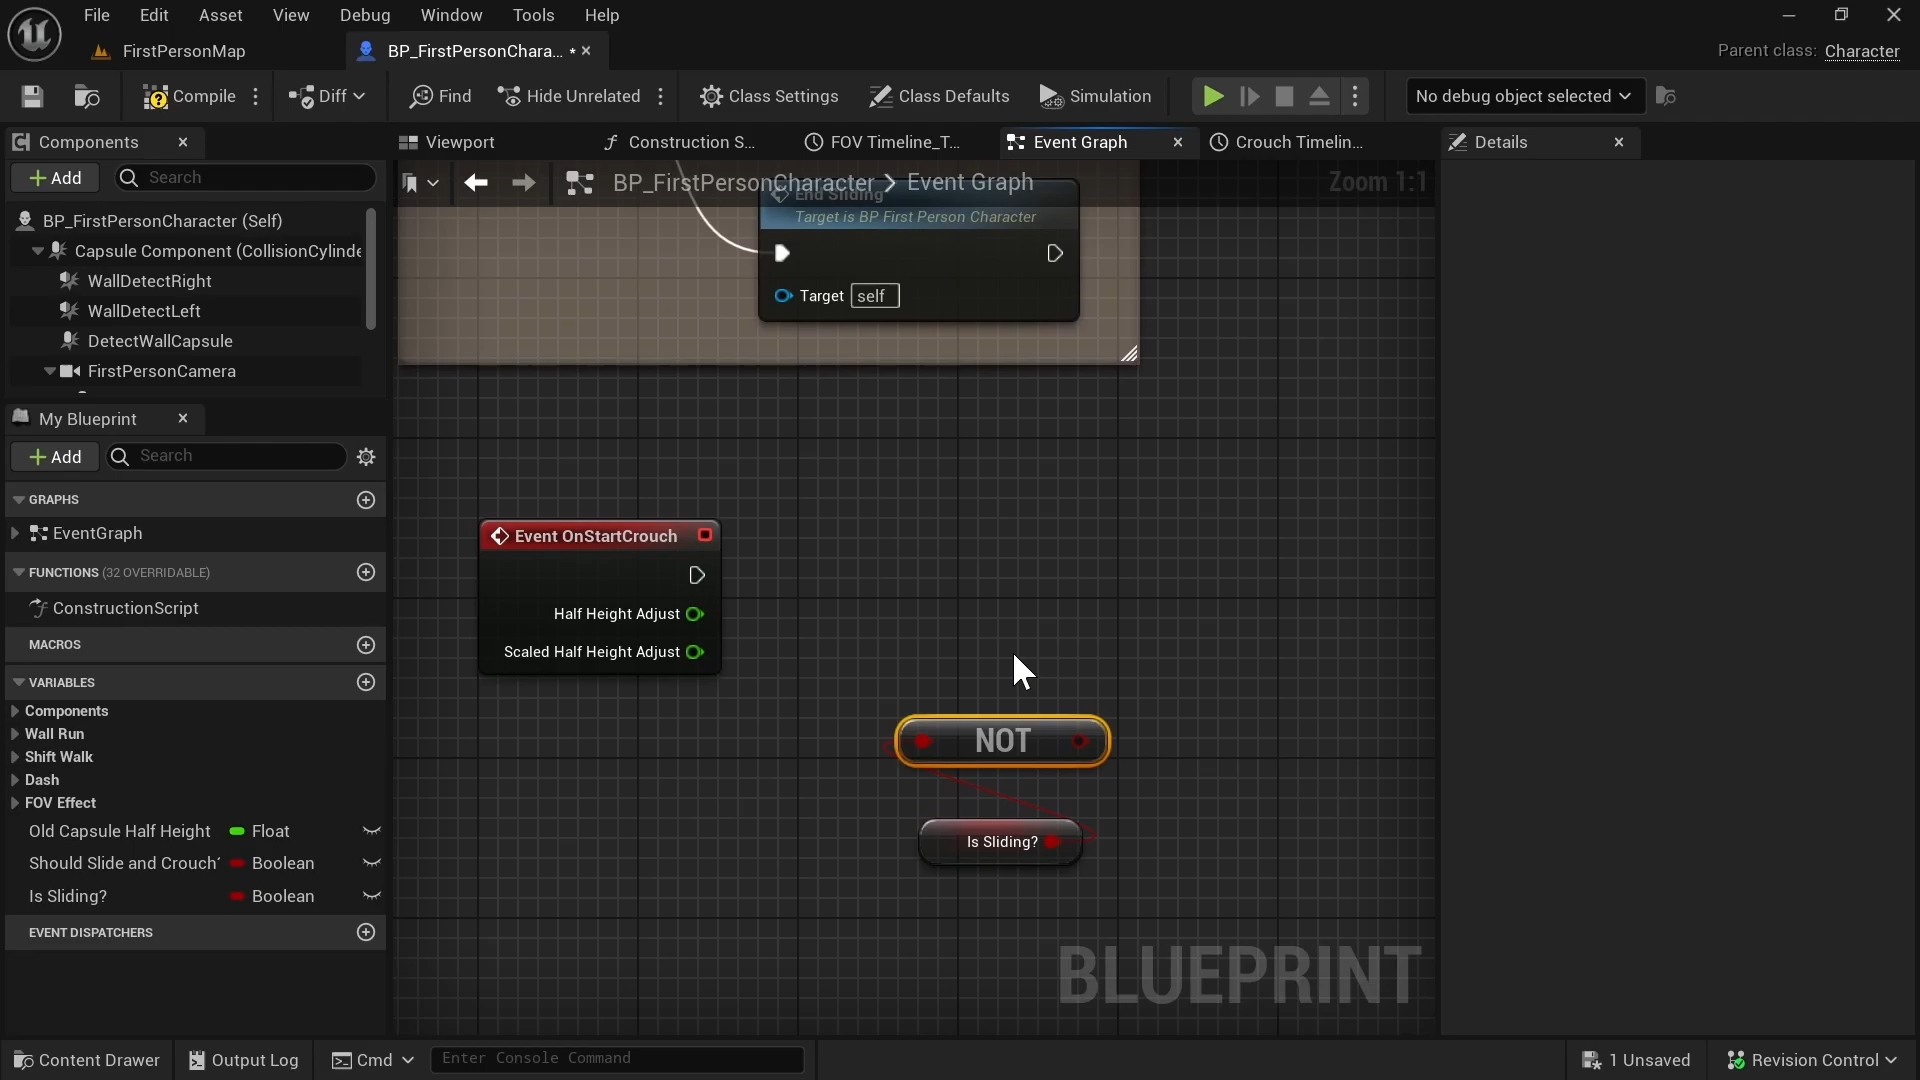 File Edit Asset View Debug Window Tools Help
FirstPersonMap
BP_FirstPersonChara... *
Parent class: Character
Compile
Diff
Find
Hide Unrelated
Class Settings
Class Defaults
Simulation
No debug object selected
Components
Viewport
Construction S...
FOV Timeline_T...
Event Graph
Crouch Timelin...
Details
Add
Search
BP_FirstPersonCharacter > Event Graph
Zoom 1:1
End Sliding
Target is BP First Person Character
Target self
BP_FirstPersonCharacter (Self)
Capsule Component (CollisionCylinde
WallDetectRight
WallDetectLeft
DetectWallCapsule
FirstPersonCamera
My Blueprint
Add
Search
GRAPHS
EventGraph
FUNCTIONS (32 OVERRIDABLE)
ConstructionScript
MACROS
VARIABLES
Components
Wall Run
Shift Walk
Dash
FOV Effect
Old Capsule Half Height Float
Should Slide and Crouch? Boolean
Is Sliding? Boolean
EVENT DISPATCHERS
Event OnStartCrouch
Half Height Adjust
Scaled Half Height Adjust
NOT
Is Sliding?
BLUEPRINT
Content Drawer
Output Log
Cmd
Enter Console Command
1 Unsaved
Revision Control